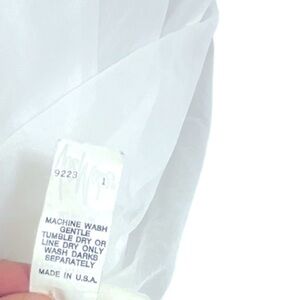 9223 1
MACHINE WASH
GENTLE
TUMBLE DRY OR
LINE DRY ONLY
WASH DARKS
SEPARATELY
MADE IN U.S.A.